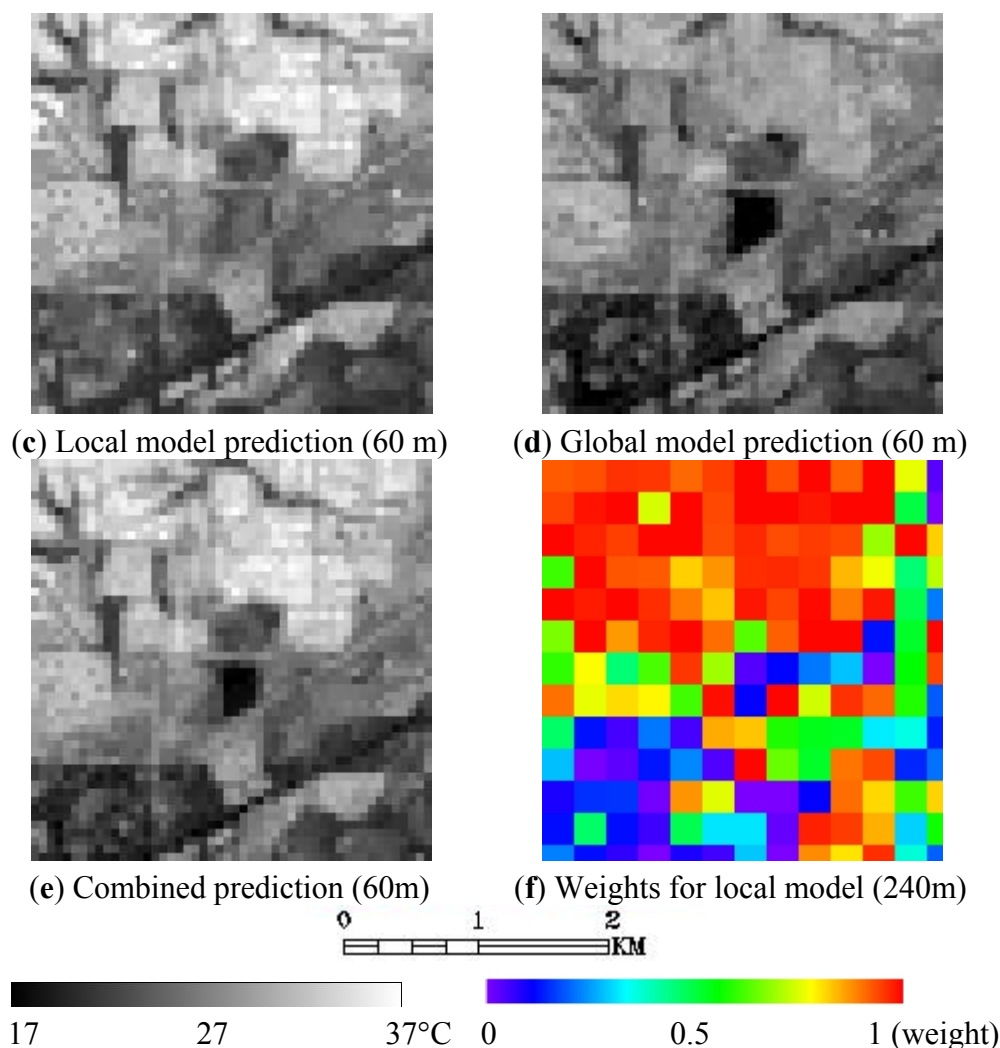 (c) Local model prediction (60 m) (d) Global model prediction (60 m)
(e) Combined prediction (60m) (f) Weights for local model (240m)
0 1 2
KM
17 27 37°C 0 0.5 1 (weight)